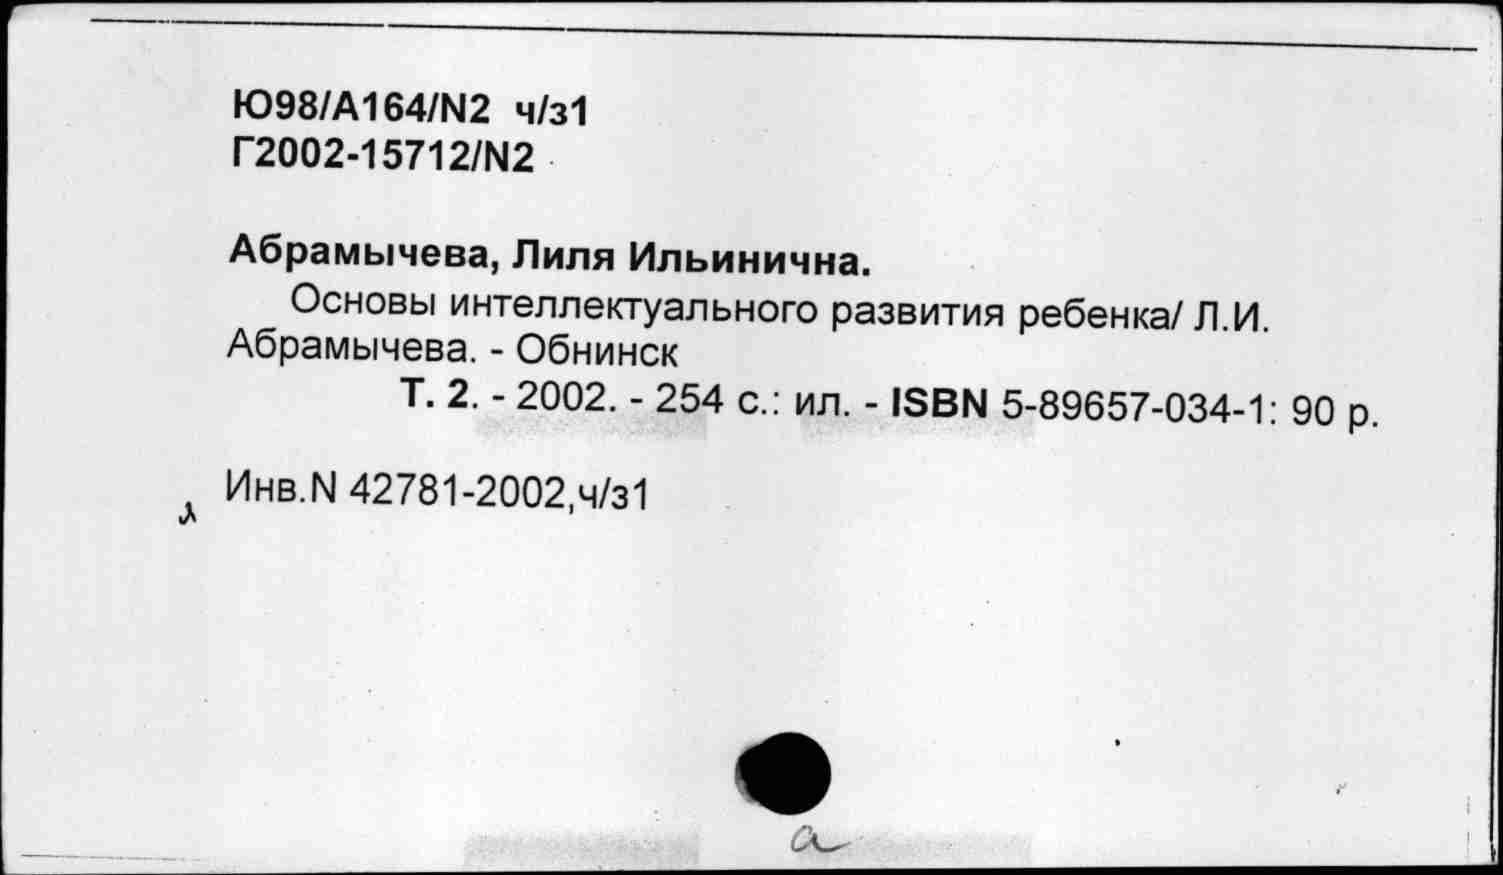 Ю98/А164/N2 ч/з1
Г2002-15712/N2
Абрамычева, Лиля Ильинична.
Основы интеллектуального развития ребенка/ Л.И.
Абрамычева. - Обнинск
Т. 2. - 2002. - 254 с.: ил. - ISBN 5-89657-034-1: 90 р.
Инв.N 42781-2002,ч/з1
а